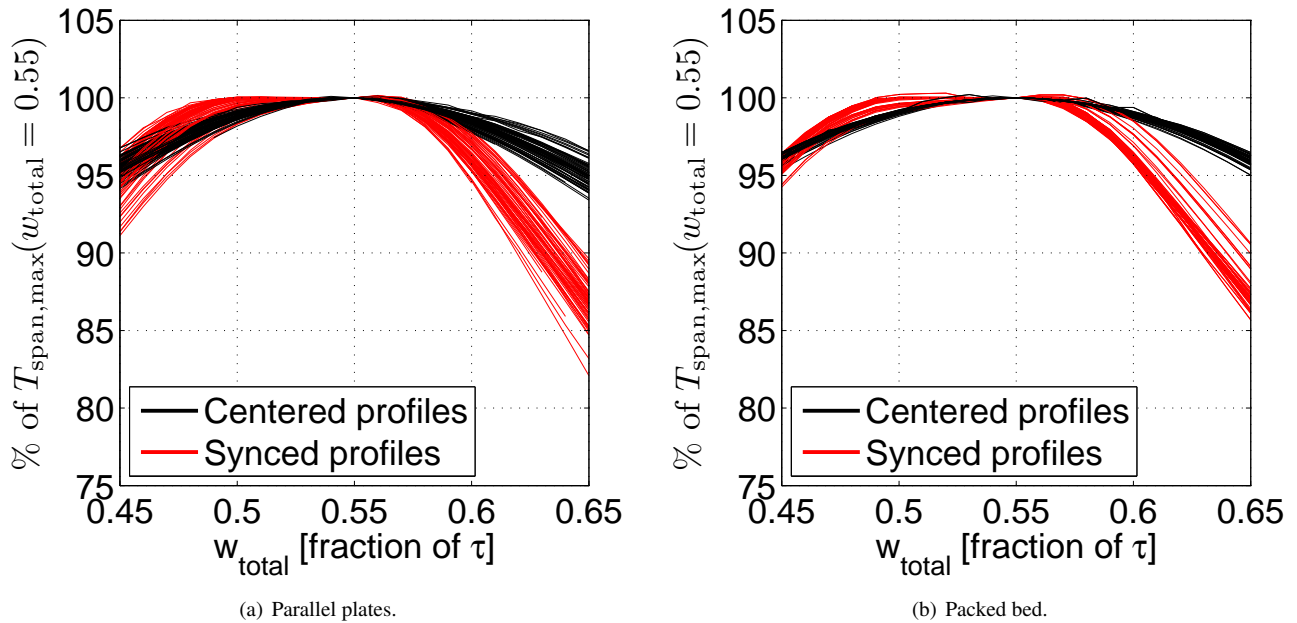 % of T_span,max(w_total = 0.55)
105
100
95
90
85
80
75
Centered profiles
Synced profiles
0.45 0.5 0.55 0.6 0.65
w_total [fraction of τ]
(a) Parallel plates.
% of T_span,max(w_total = 0.55)
105
100
95
90
85
80
75
Centered profiles
Synced profiles
0.45 0.5 0.55 0.6 0.65
w_total [fraction of τ]
(b) Packed bed.